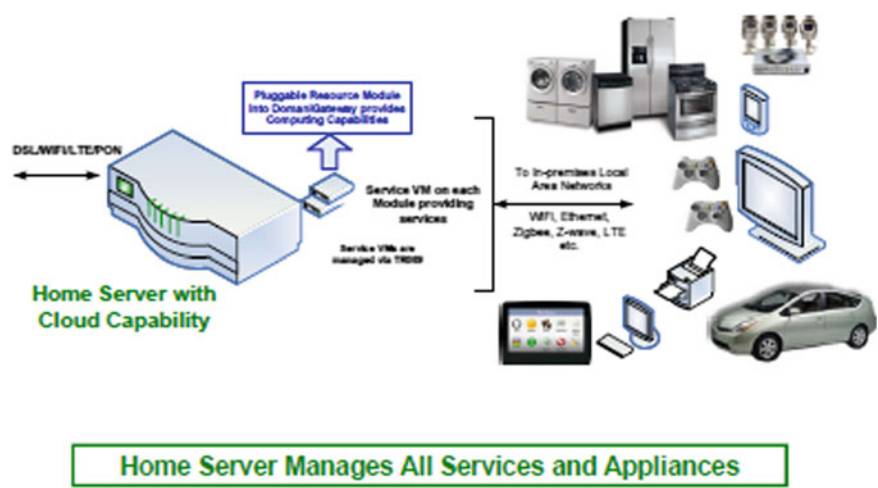 Pluggable Resource Module
into Domani/Gateway provides
Computing Capabilities
DSL/WIFI/LTE/PON
Service VM on each
Module providing
services
Service VMs are
managed via TR069
To In-premises Local
Area Networks
WIFI, Ethernet,
Zigbee, Z-wave, LTE
etc.
Home Server with
Cloud Capability
Home Server Manages All Services and Appliances